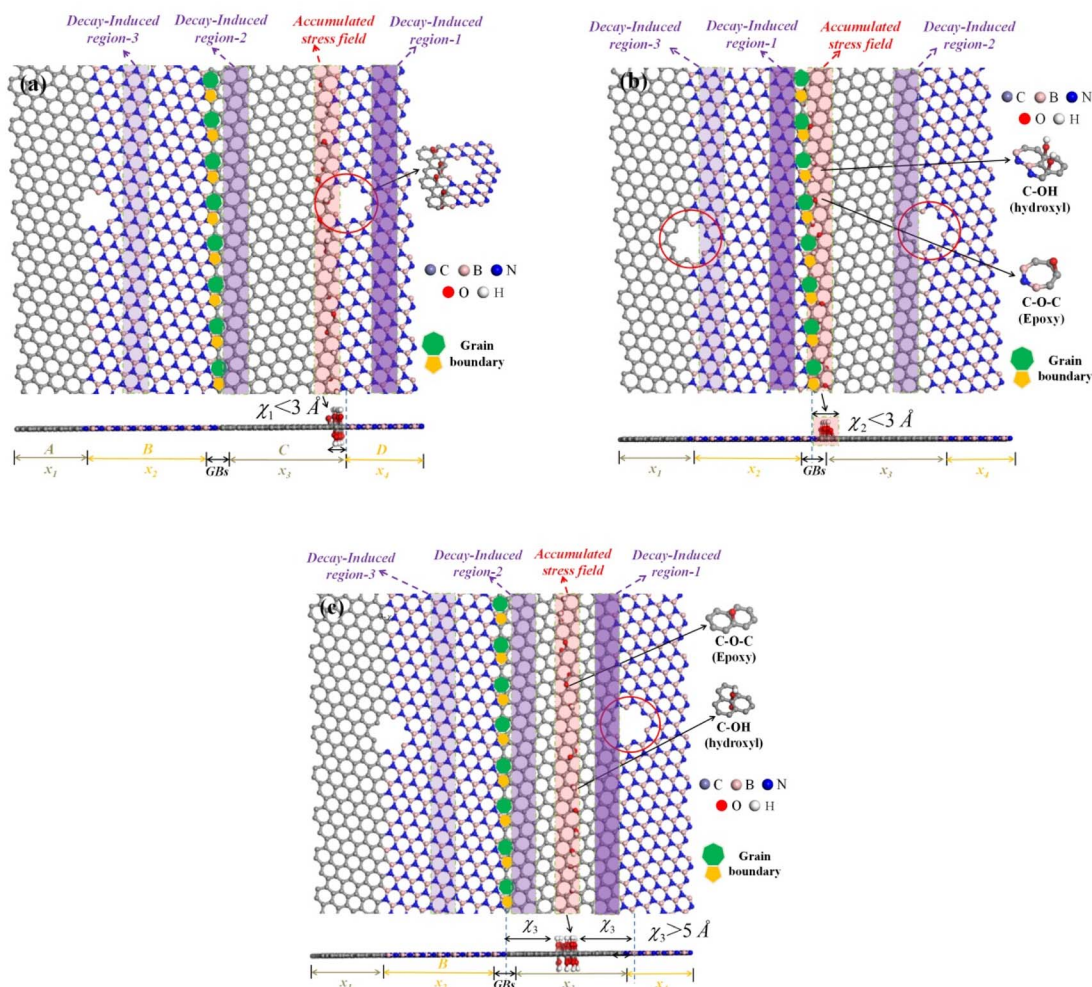 Decay-Induced
region-3
Decay-Induced
region-2
Accumulated
stress field
Decay-Induced
region-1
(a)
C B N
O H
Grain
boundary
χ₁<3 Å
A B C D
x₁ x₂ GBs x₃ x₄
Decay-Induced
region-3
Decay-Induced
region-1
Accumulated
stress field
Decay-Induced
region-2
(b)
C B N
O H
C-OH
(hydroxyl)
C-O-C
(Epoxy)
Grain
boundary
χ₂<3 Å
x₁ x₂ GBs x₃ x₄
Decay-Induced
region-3
Decay-Induced
region-2
Accumulated
stress field
Decay-Induced
region-1
(c)
C-O-C
(Epoxy)
C-OH
(hydroxyl)
C B N
O H
Grain
boundary
χ₃ χ₃ χ₃>5 Å
B
x₁ GBs